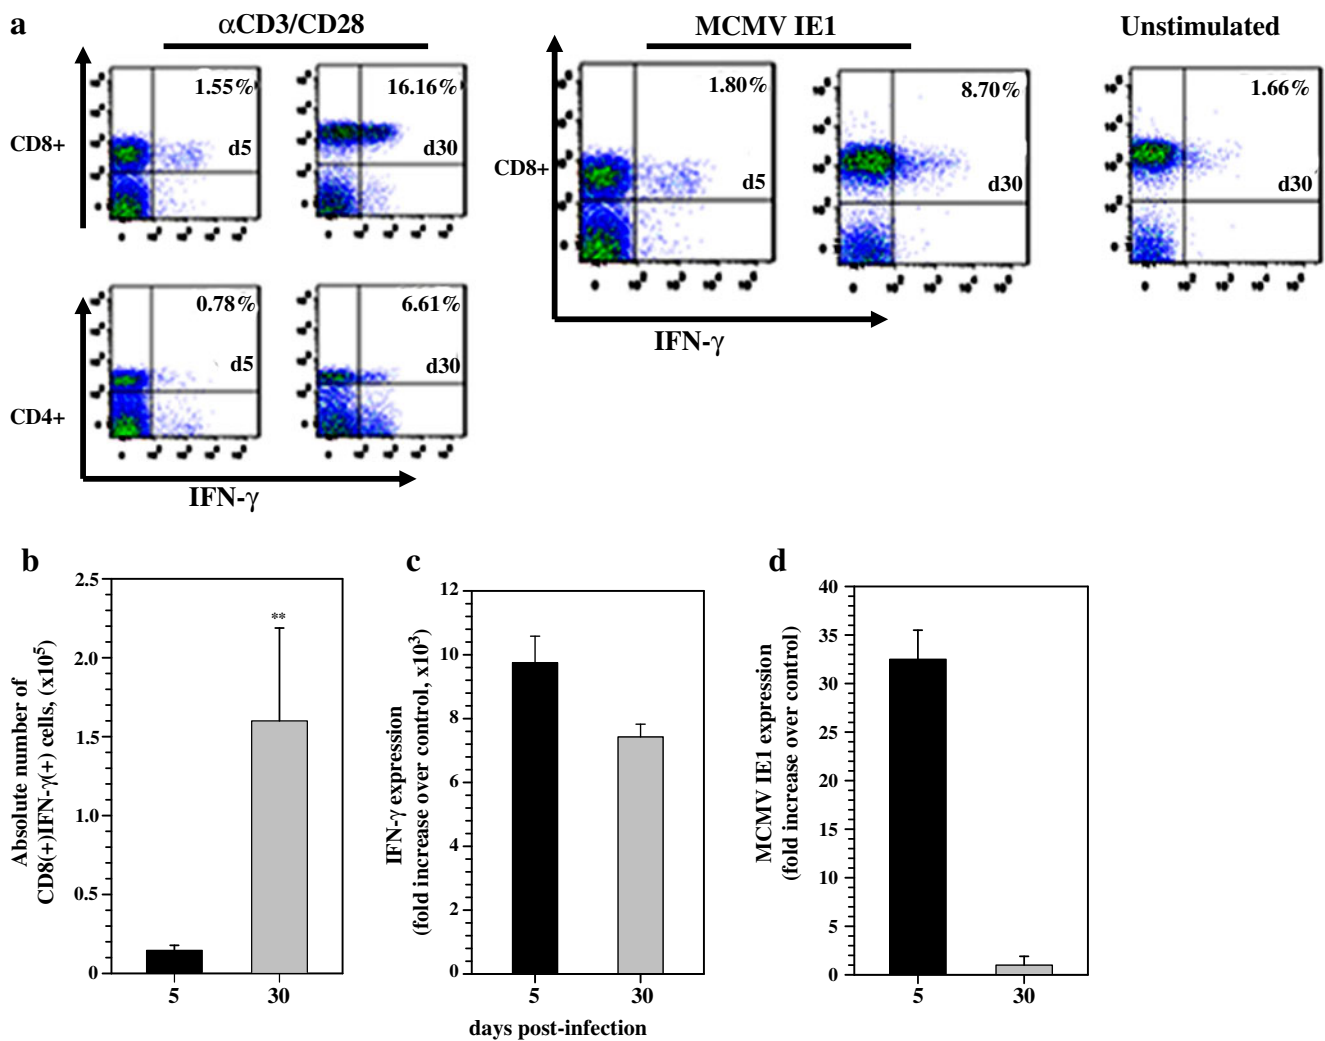 a
αCD3/CD28
MCMV IE1
Unstimulated
CD8+
1.55%
d5
16.16%
d30
CD8+
1.80%
d5
8.70%
d30
1.66%
d30
CD4+
0.78%
d5
6.61%
d30
IFN-γ
IFN-γ
b
Absolute number of
CD8(+)IFN-γ(+) cells, (x10⁵)
2.5
2.0
1.5
1.0
0.5
0
**
5 30
c
IFN-γ expression
(fold increase over control, x10³)
12
10
8
6
4
2
0
5 30
days post-infection
d
MCMV IE1 expression
(fold increase over control)
40
35
30
25
20
15
10
5
0
5 30